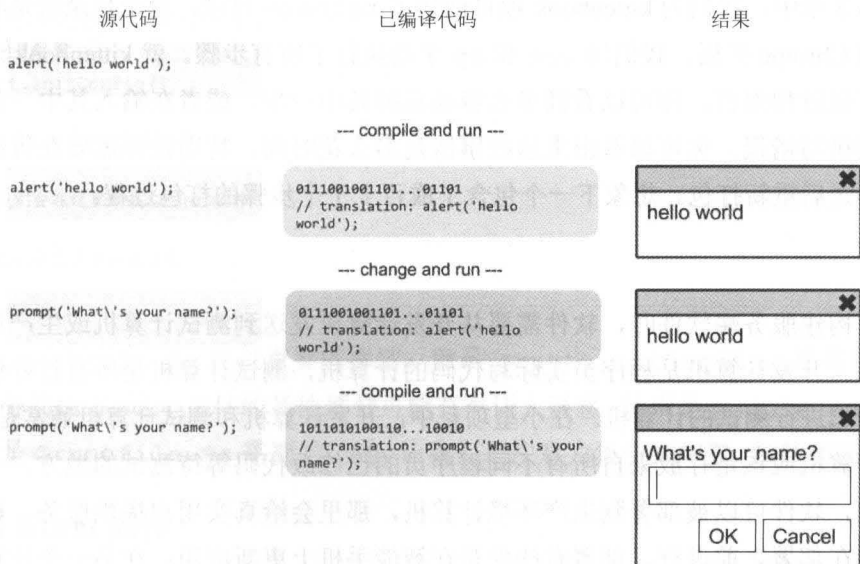 源代码 已编译代码 结果
alert('hello world');
--- compile and run ---
alert('hello world');
0111001001101...01101
// translation: alert('hello
world');
hello world
--- change and run ---
prompt('What\'s your name?');
0111001001101...01101
// translation: alert('hello
world');
hello world
--- compile and run ---
prompt('What\'s your name?');
1011010100110...10010
// translation: prompt('What\'s your
name?');
What's your name?
OK Cancel